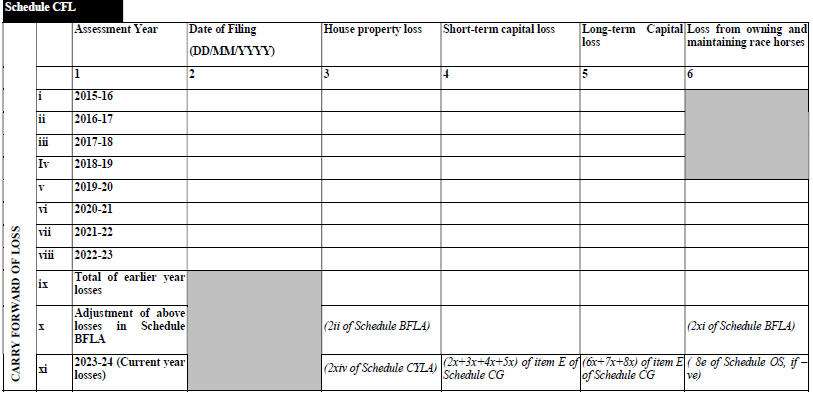 Schedule CFL
Assessment Year Date of Filing House property loss Short-term capital loss Long-term Capital Loss from owning and
(DD/MM/YYYY) loss maintaining race horses
1 2 3 4 5 6
i 2015-16
ii 2016-17
iii 2017-18
Iv 2018-19
v 2019-20
vi 2020-21
vii 2021-22
viii 2022-23
ix Total of earlier year
losses
x Adjustment of above
losses in Schedule (2ii of Schedule BFLA) (2xi of Schedule BFLA)
BFLA
xi 2023-24 (Current year (2xiv of Schedule CYLA) (2x+3x+4x+5x) of item E of (6x+7x+8x) of item E ( 8e of Schedule OS, if –
losses) Schedule CG of Schedule CG ve)
CARRY FORWARD OF LOSS